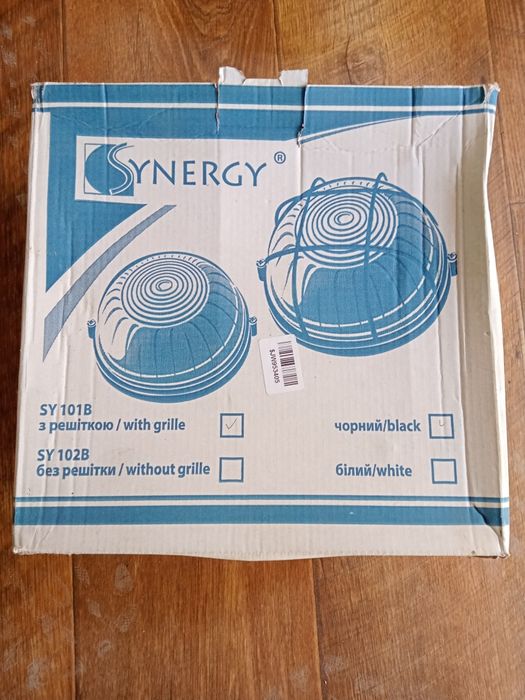 SYNERGY ®
SY 101B
з решіткою / with grille
чорний/black
SY 102B
без решітки / without grille
білий/white